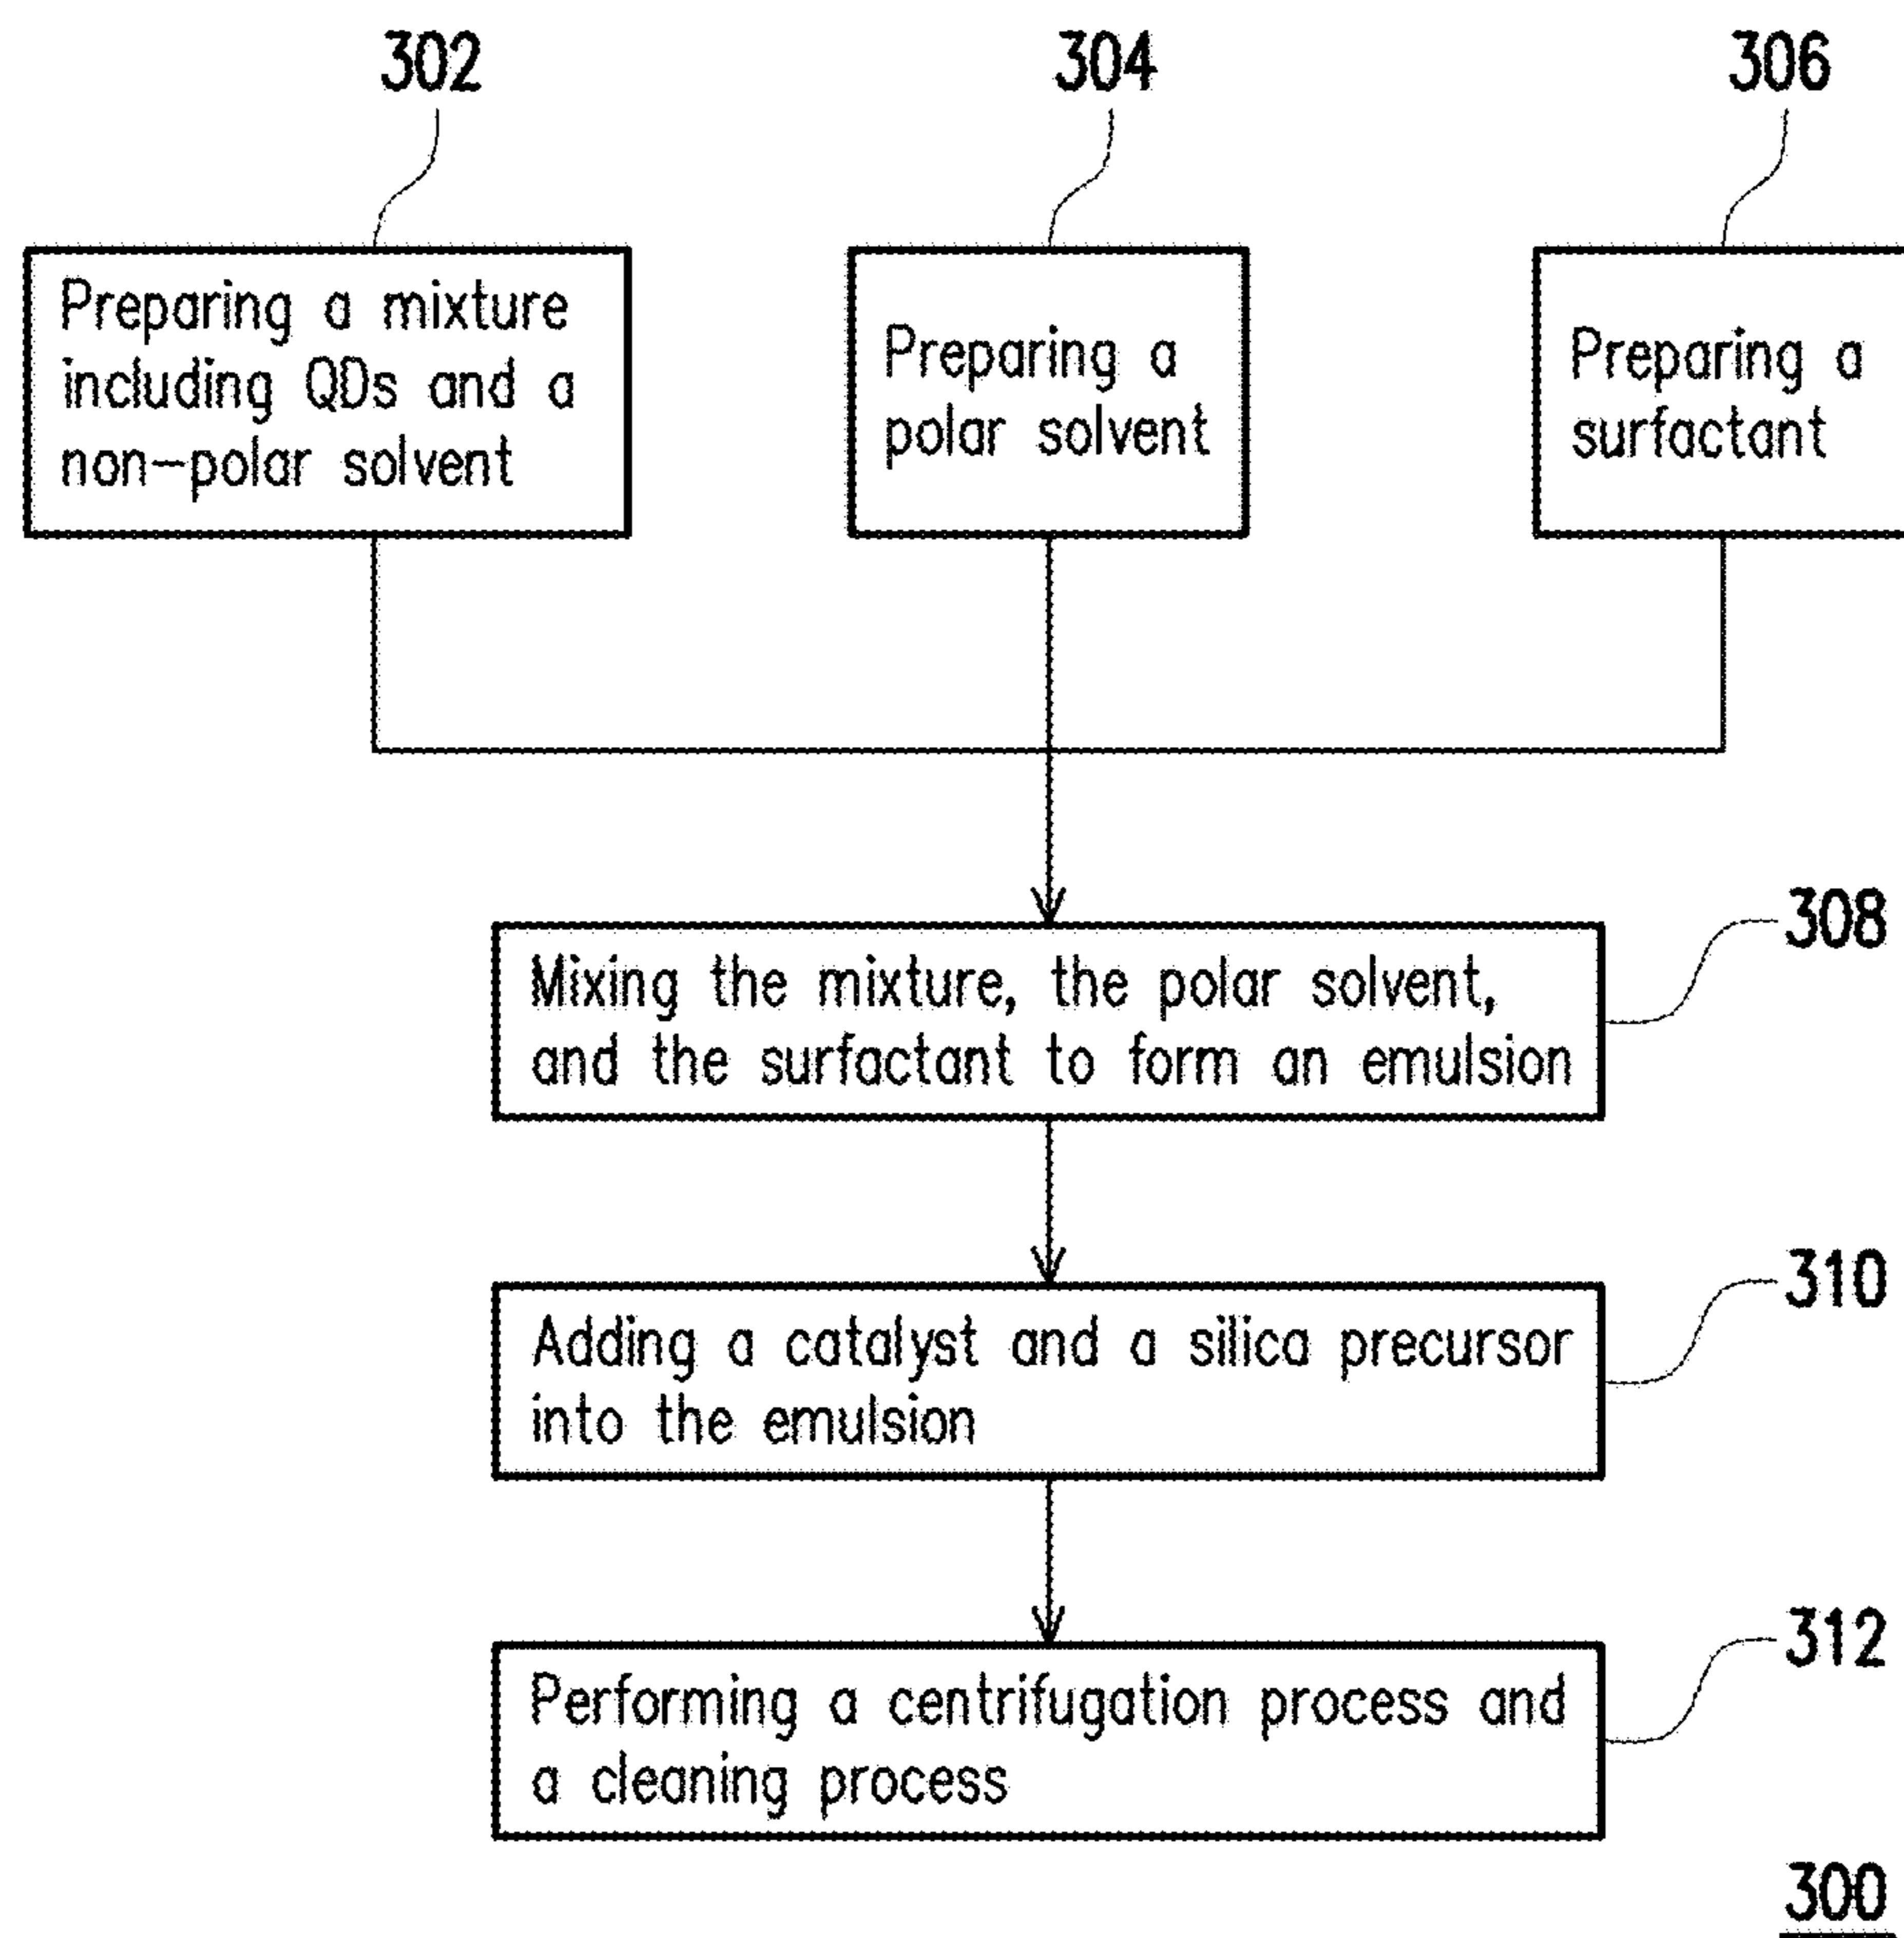 302
304
306
Preparing a mixture
including QDs and a
non-polar solvent
Preparing a
polar solvent
Preparing a
surfactant
308
Mixing the mixture, the polar solvent,
and the surfactant to form an emulsion
310
Adding a catalyst and a silica precursor
into the emulsion
312
Performing a centrifugation process and
a cleaning process
300